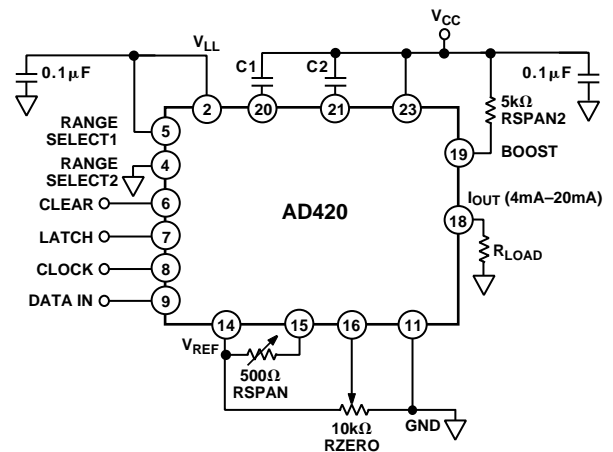 VCC
VLL
0.1µF
C1
C2
0.1µF
2
20
21
23
5kΩ
RSPAN2
RANGE
SELECT1
5
19
BOOST
RANGE
SELECT2
4
CLEAR
6
AD420
IOUT (4mA–20mA)
18
LATCH
7
RLOAD
CLOCK
8
DATA IN
9
14
15
16
11
VREF
500Ω
RSPAN
10kΩ
RZERO
GND